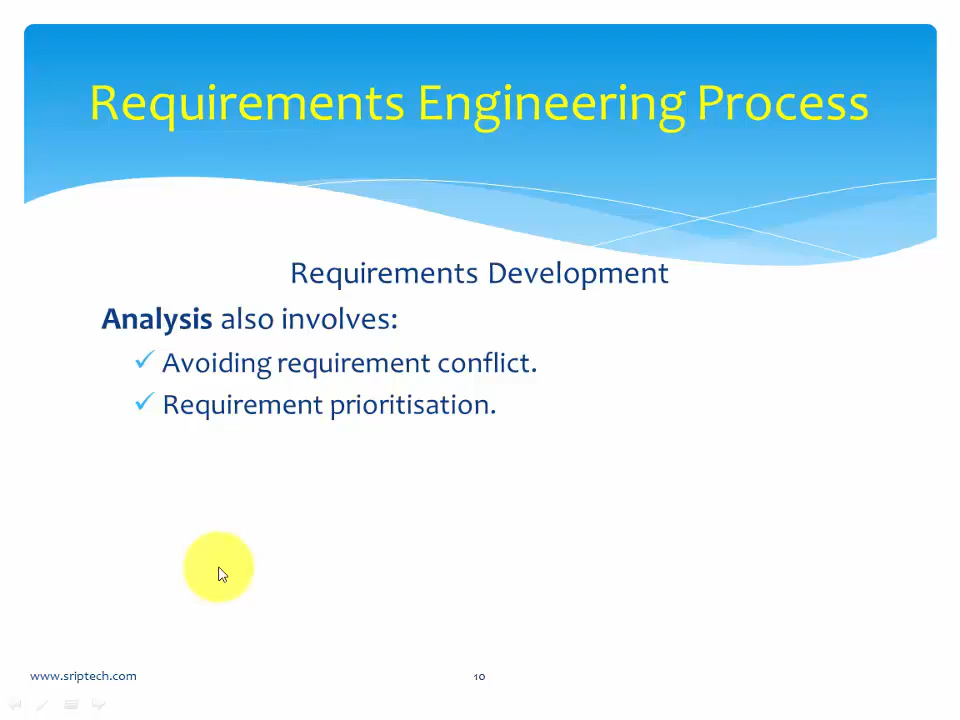 Requirements Engineering Process
Requirements Development
Analysis also involves:
Avoiding requirement conflict.
Requirement prioritisation.
www.sriptech.com
10